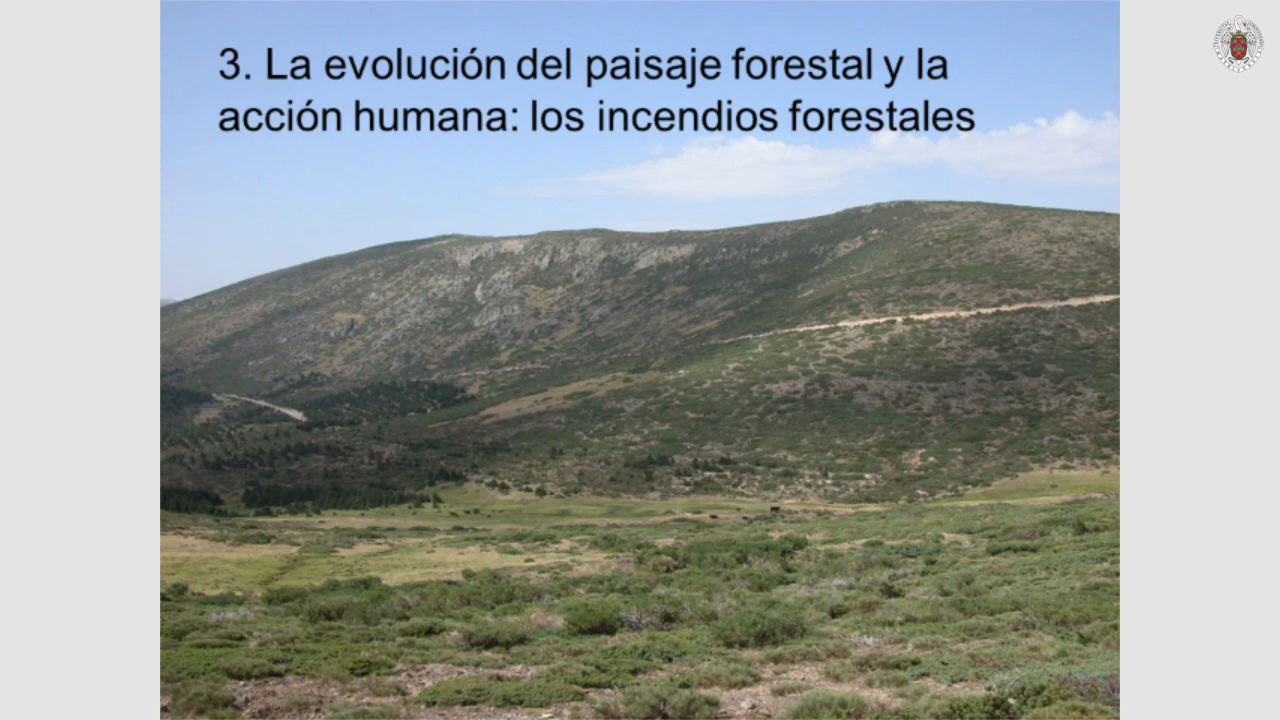 3. La evolución del paisaje forestal y la
acción humana: los incendios forestales